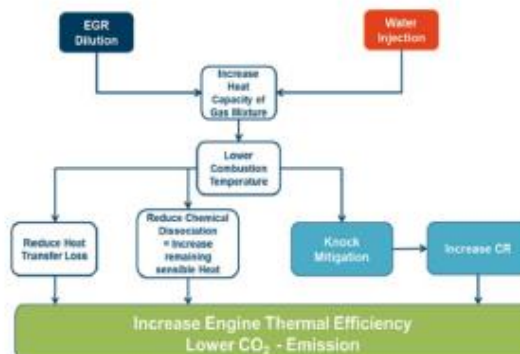 EGR
Dilution
Water
Injection
Increase
Heat
Capacity of
Gas Mixture
Lower
Combustion
Temperature
Reduce Heat
Transfer Loss
Reduce Chemical
Dissociation
= Increase
remaining
sensible Heat
Knock
Mitigation
Increase CR
Increase Engine Thermal Efficiency
Lower CO₂ - Emission